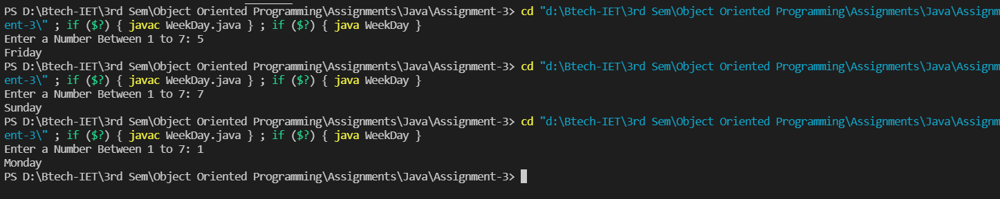 PS D:\Btech-IET\3rd Sem\Object Oriented Programming\Assignments\Java\Assignment-3> cd "d:\Btech-IET\3rd Sem\Object Oriented Programming\Assignments\Java\Assignm
ent-3\" ; if ($?) { javac WeekDay.java } ; if ($?) { java WeekDay }
Enter a Number Between 1 to 7: 5
Friday
PS D:\Btech-IET\3rd Sem\Object Oriented Programming\Assignments\Java\Assignment-3> cd "d:\Btech-IET\3rd Sem\Object Oriented Programming\Assignments\Java\Assignm
ent-3\" ; if ($?) { javac WeekDay.java } ; if ($?) { java WeekDay }
Enter a Number Between 1 to 7: 7
Sunday
PS D:\Btech-IET\3rd Sem\Object Oriented Programming\Assignments\Java\Assignment-3> cd "d:\Btech-IET\3rd Sem\Object Oriented Programming\Assignments\Java\Assignm
ent-3\" ; if ($?) { javac WeekDay.java } ; if ($?) { java WeekDay }
Enter a Number Between 1 to 7: 1
Monday
PS D:\Btech-IET\3rd Sem\Object Oriented Programming\Assignments\Java\Assignment-3>